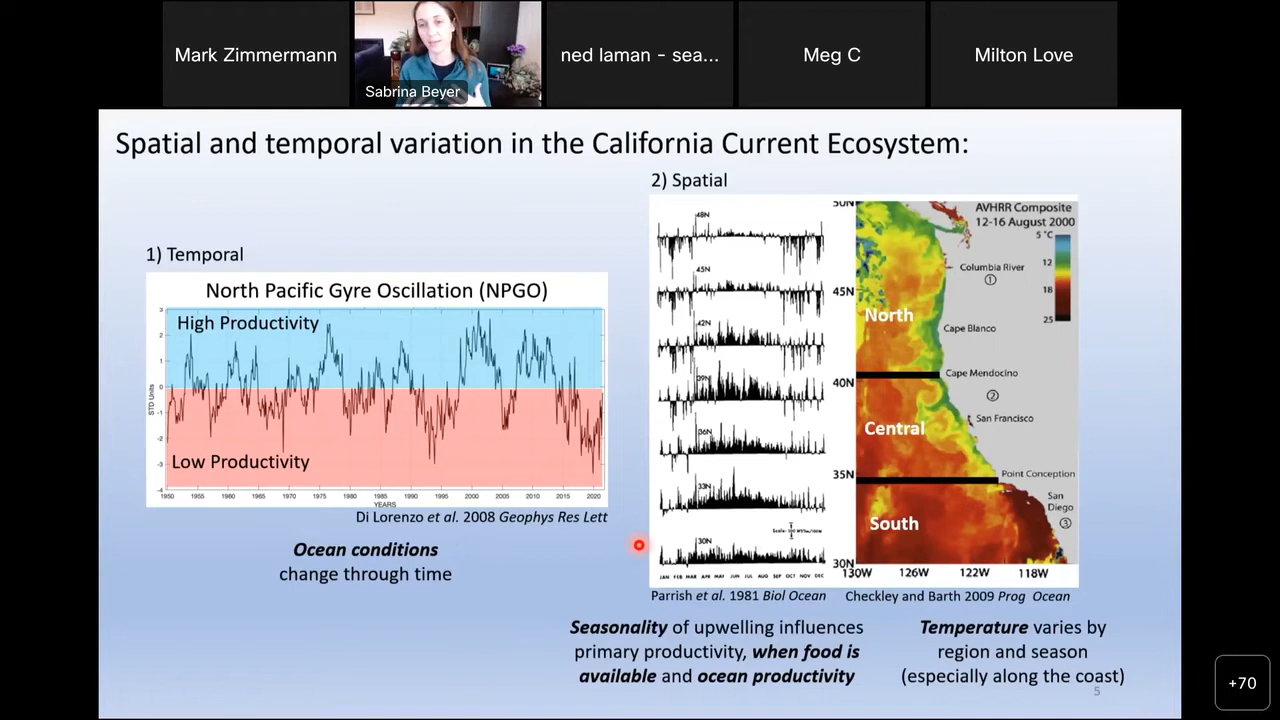 Mark Zimmermann
Sabrina Beyer
ned laman - sea...
Meg C
Milton Love
Spatial and temporal variation in the California Current Ecosystem:
1) Temporal
North Pacific Gyre Oscillation (NPGO)
High Productivity
Low Productivity
STD Units
3
2
1
0
-1
-2
-3
-4
1950 1955 1960 1965 1970 1975 1980 1985 1990 1995 2000 2005 2010 2015 2020
YEARS
Di Lorenzo et al. 2008 Geophys Res Lett
Ocean conditions
change through time
2) Spatial
48N
45N
42N
39N
36N
33N
30N
JAN FEB MAR APR MAY JUN JUL AUG SEP OCT NOV DEC
Parrish et al. 1981 Biol Ocean
50N
45N
40N
35N
30N
130W 126W 122W 118W
AVHRR Composite
12-16 August 2000
5 °C
12
18
25
Columbia River
1
Cape Blanco
Cape Mendocino
2
San Francisco
Point Conception
San
Diego
3
North
Central
South
Checkley and Barth 2009 Prog Ocean
Seasonality of upwelling influences
primary productivity, when food is
available and ocean productivity
Temperature varies by
region and season
(especially along the coast)
5
+70